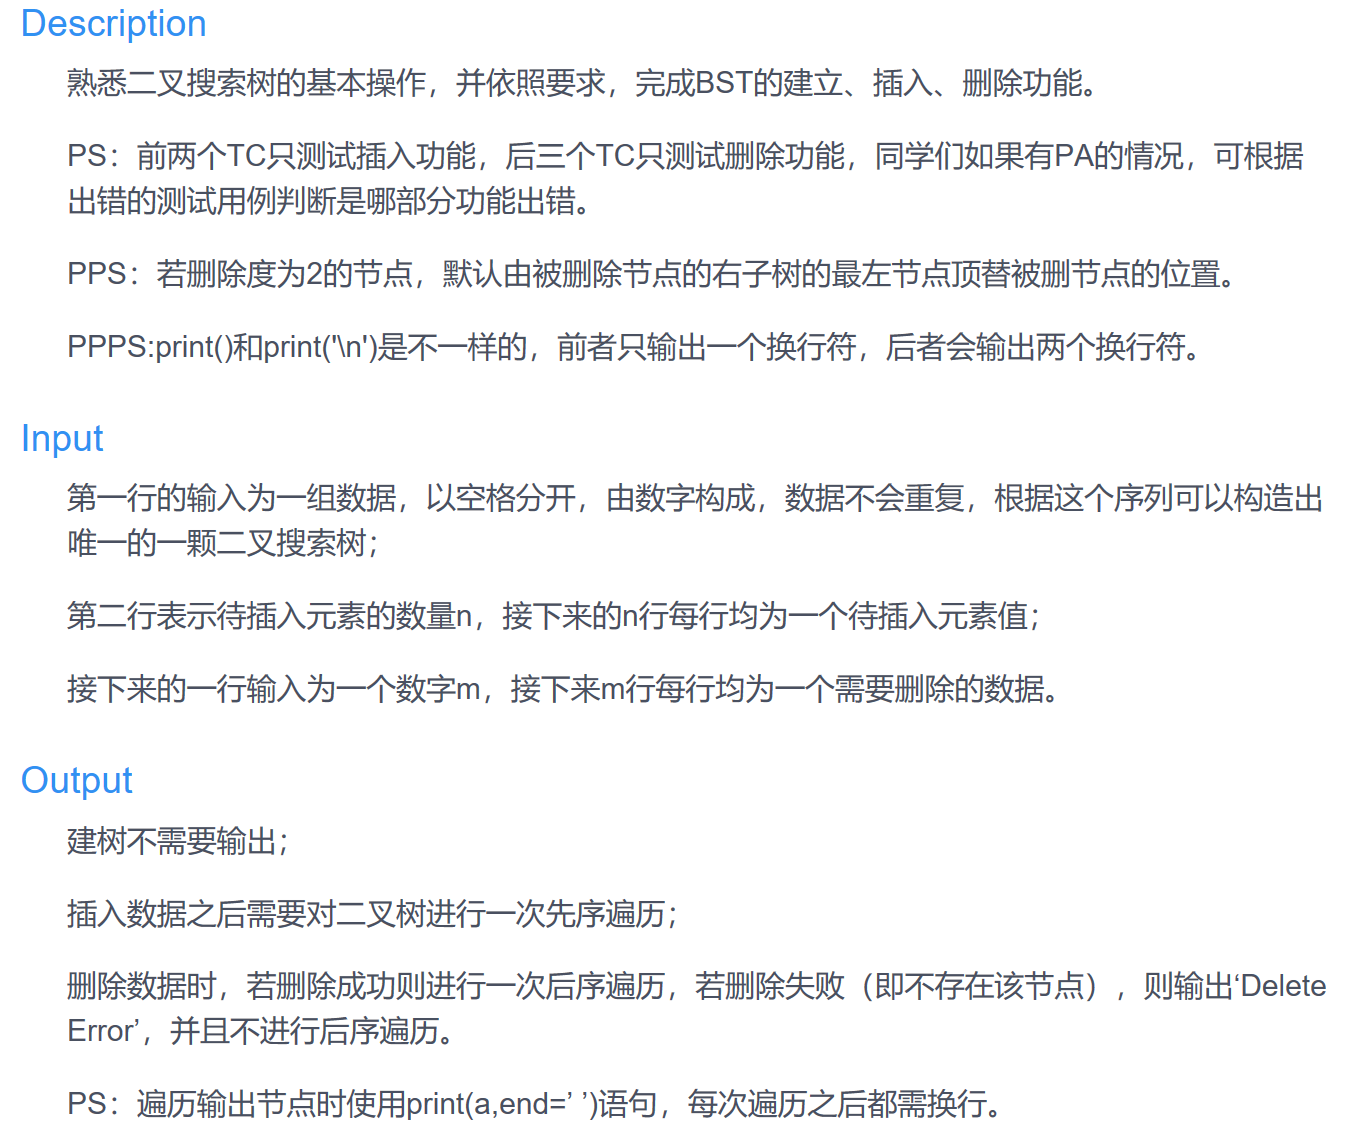 Description
熟悉二叉搜索树的基本操作，并依照要求，完成BST的建立、插入、删除功能。
PS：前两个TC只测试插入功能，后三个TC只测试删除功能，同学们如果有PA的情况，可根据
出错的测试用例判断是哪部分功能出错。
PPS：若删除度为2的节点，默认由被删除节点的右子树的最左节点顶替被删节点的位置。
PPPS:print()和print('\n')是不一样的，前者只输出一个换行符，后者会输出两个换行符。
Input
第一行的输入为一组数据，以空格分开，由数字构成，数据不会重复，根据这个序列可以构造出
唯一的一颗二叉搜索树；
第二行表示待插入元素的数量n，接下来的n行每行均为一个待插入元素值；
接下来的一行输入为一个数字m，接下来m行每行均为一个需要删除的数据。
Output
建树不需要输出；
插入数据之后需要对二叉树进行一次先序遍历；
删除数据时，若删除成功则进行一次后序遍历，若删除失败（即不存在该节点），则输出‘Delete
Error’，并且不进行后序遍历。
PS：遍历输出节点时使用print(a,end=’ ’)语句，每次遍历之后都需换行。